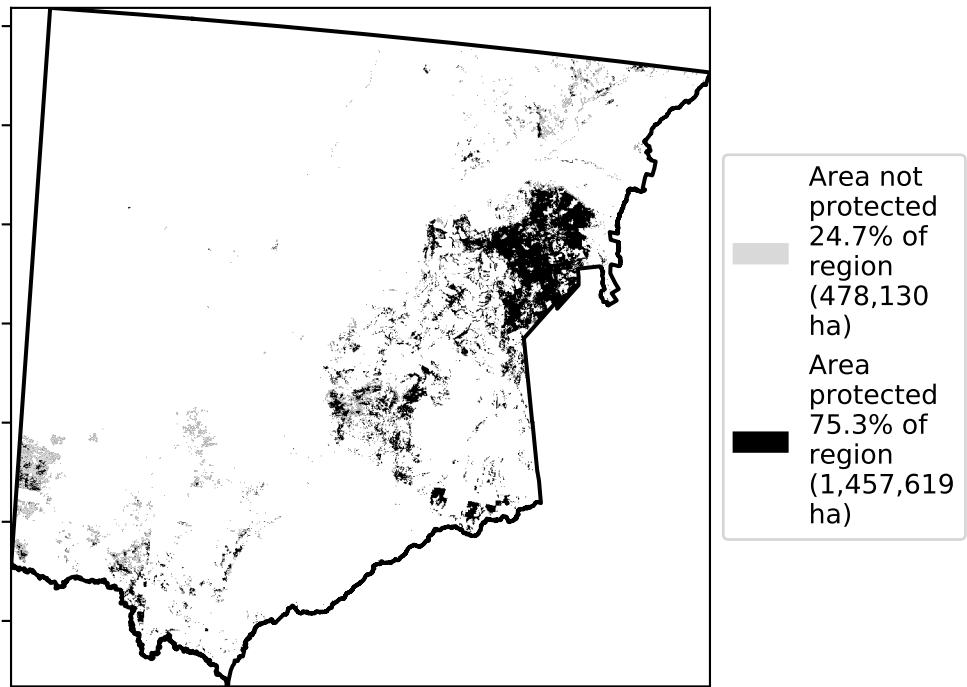 Area not
protected
24.7% of
region
(478,130
ha)
Area
protected
75.3% of
region
(1,457,619
ha)